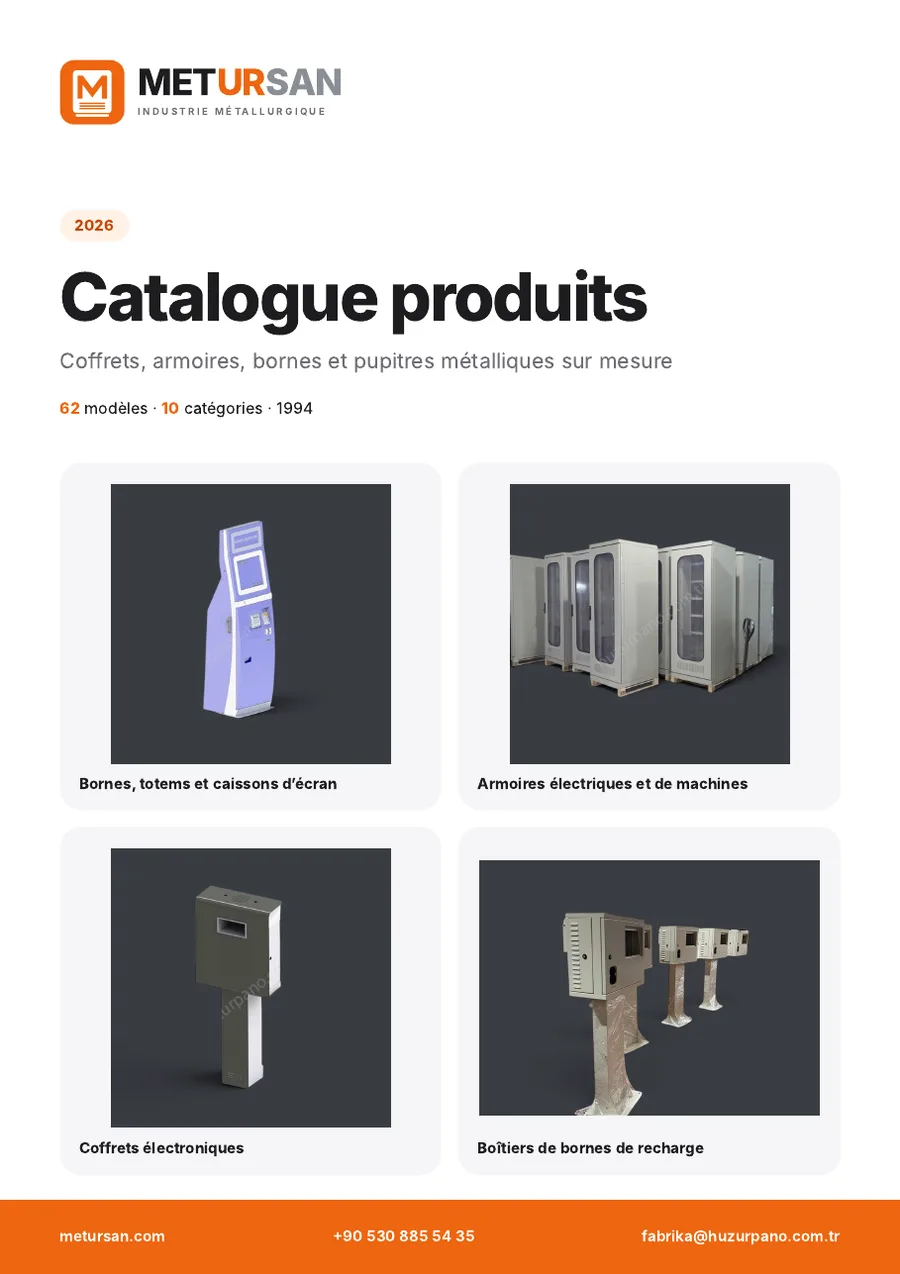 METURSAN
INDUSTRIE MÉTALLURGIQUE
2026
Catalogue produits
Coffrets, armoires, bornes et pupitres métalliques sur mesure
62 modèles · 10 catégories · 1994
Bornes, totems et caissons d’écran
Armoires électriques et de machines
Coffrets électroniques
Boîtiers de bornes de recharge
metursan.com
+90 530 885 54 35
fabrika@huzurpano.com.tr